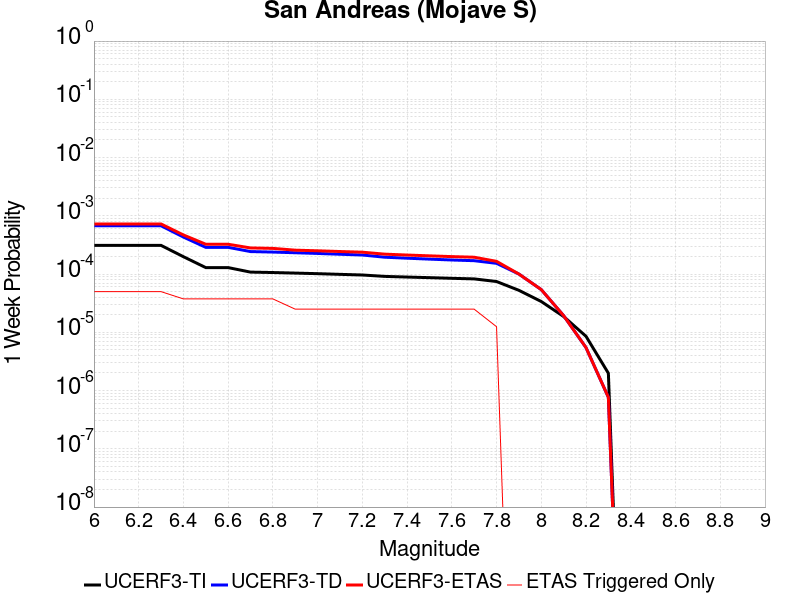 San Andreas (Mojave S)
10^0
10^-1
10^-2
10^-3
10^-4
10^-5
10^-6
10^-7
10^-8
1 Week Probability
6 6.2 6.4 6.6 6.8 7 7.2 7.4 7.6 7.8 8 8.2 8.4 8.6 8.8 9
Magnitude
UCERF3-TI UCERF3-TD UCERF3-ETAS ETAS Triggered Only